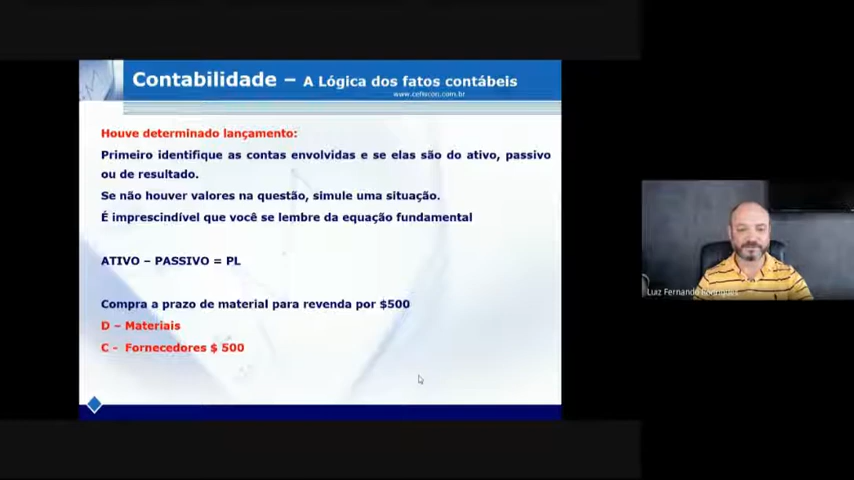 Contabilidade – A Lógica dos fatos contábeis
www.cefiscon.com.br
Houve determinado lançamento:
Primeiro identifique as contas envolvidas e se elas são do ativo, passivo
ou de resultado.
Se não houver valores na questão, simule uma situação.
É imprescindível que você se lembre da equação fundamental
ATIVO – PASSIVO = PL
Compra a prazo de material para revenda por $500
D – Materiais
C - Fornecedores $ 500
Luiz Fernando Rodrigues